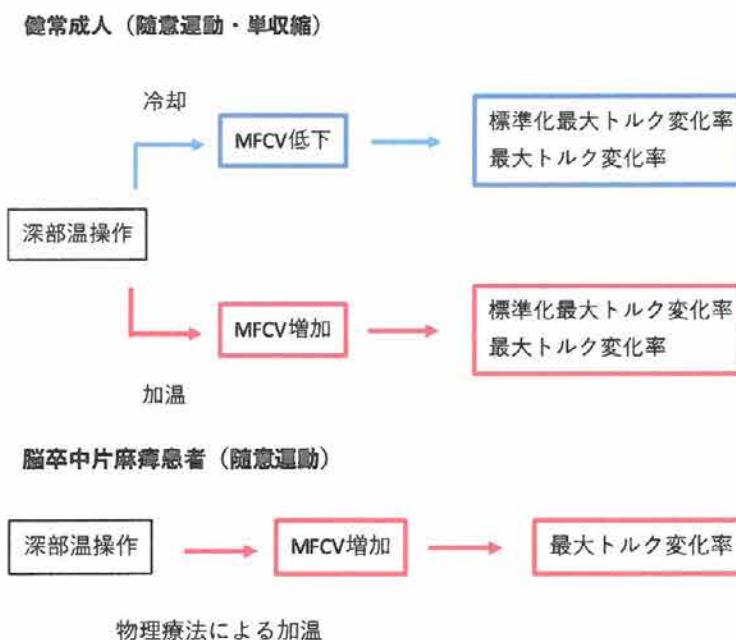 健常成人（随意運動・単収縮）
冷却
MFCV低下
標準化最大トルク変化率
最大トルク変化率
深部温操作
MFCV増加
標準化最大トルク変化率
最大トルク変化率
加温
脳卒中片麻痺患者（随意運動）
深部温操作
MFCV増加
最大トルク変化率
物理療法による加温